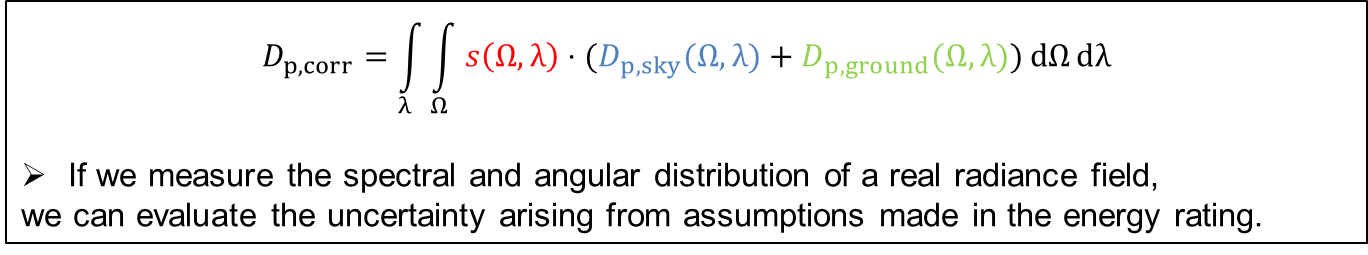 D_p,corr = ∫_λ ∫_Ω s(Ω, λ) · (D_p,sky(Ω, λ) + D_p,ground(Ω, λ)) dΩ dλ
➢ If we measure the spectral and angular distribution of a real radiance field,
we can evaluate the uncertainty arising from assumptions made in the energy rating.